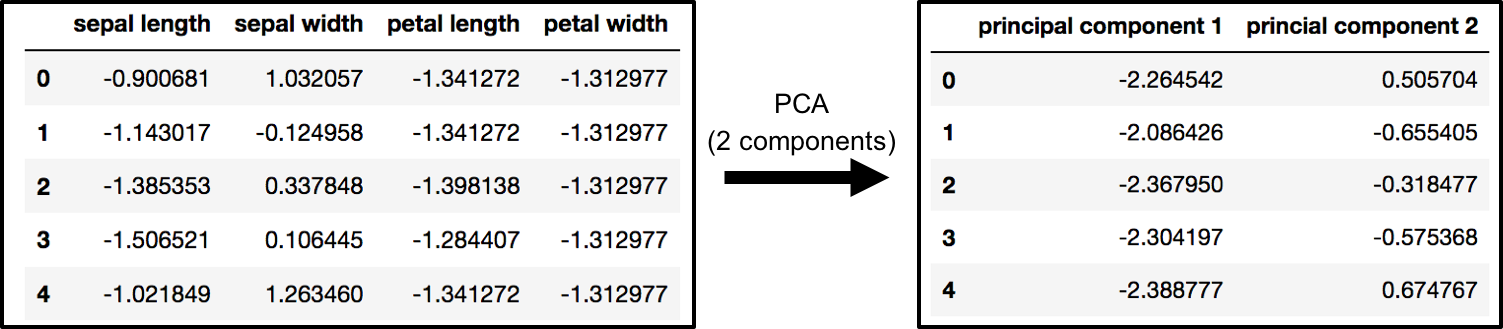 sepal length sepal width petal length petal width
0 -0.900681 1.032057 -1.341272 -1.312977
1 -1.143017 -0.124958 -1.341272 -1.312977
2 -1.385353 0.337848 -1.398138 -1.312977
3 -1.506521 0.106445 -1.284407 -1.312977
4 -1.021849 1.263460 -1.341272 -1.312977
PCA
(2 components)
principal component 1 princial component 2
0 -2.264542 0.505704
1 -2.086426 -0.655405
2 -2.367950 -0.318477
3 -2.304197 -0.575368
4 -2.388777 0.674767